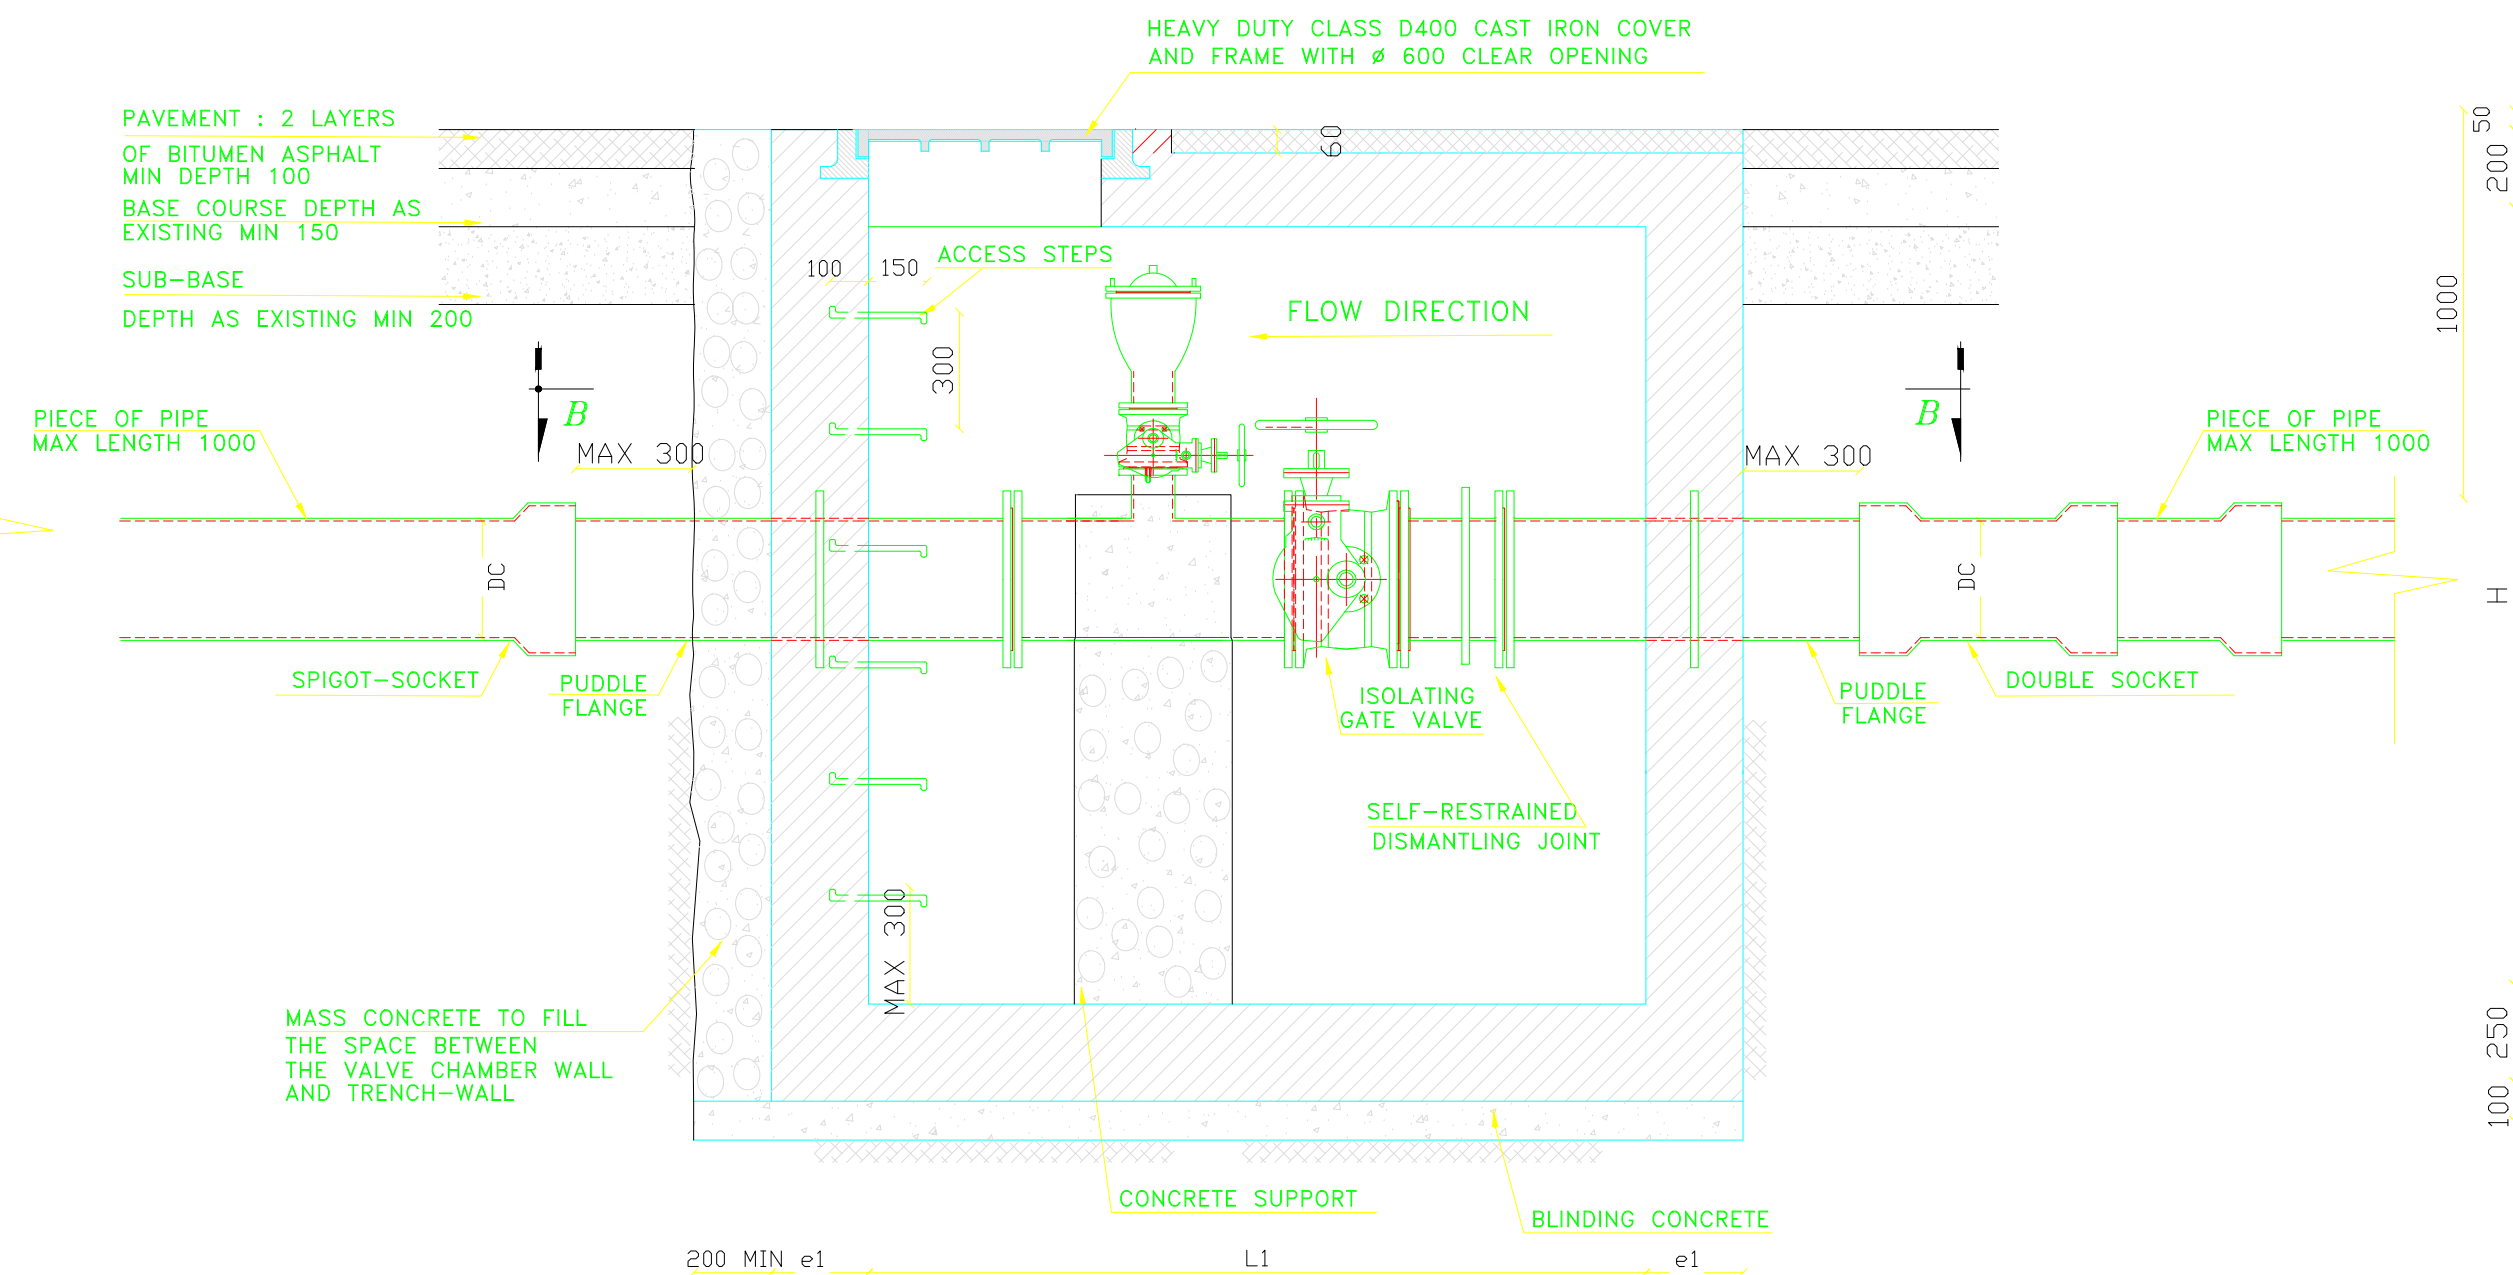 HEAVY DUTY CLASS D400 CAST IRON COVER
AND FRAME WITH ø 600 CLEAR OPENING
PAVEMENT : 2 LAYERS
OF BITUMEN ASPHALT
MIN DEPTH 100
BASE COURSE DEPTH AS
EXISTING MIN 150
SUB-BASE
DEPTH AS EXISTING MIN 200
60
50
200
1000
100
150
ACCESS STEPS
300
FLOW DIRECTION
B
B
PIECE OF PIPE
MAX LENGTH 1000
MAX 300
MAX 300
PIECE OF PIPE
MAX LENGTH 1000
DC
DC
H
SPIGOT-SOCKET
PUDDLE
FLANGE
ISOLATING
GATE VALVE
PUDDLE
FLANGE
DOUBLE SOCKET
SELF-RESTRAINED
DISMANTLING JOINT
MAX 300
MASS CONCRETE TO FILL
THE SPACE BETWEEN
THE VALVE CHAMBER WALL
AND TRENCH-WALL
250
100
CONCRETE SUPPORT
BLINDING CONCRETE
200 MIN
e1
L1
e1